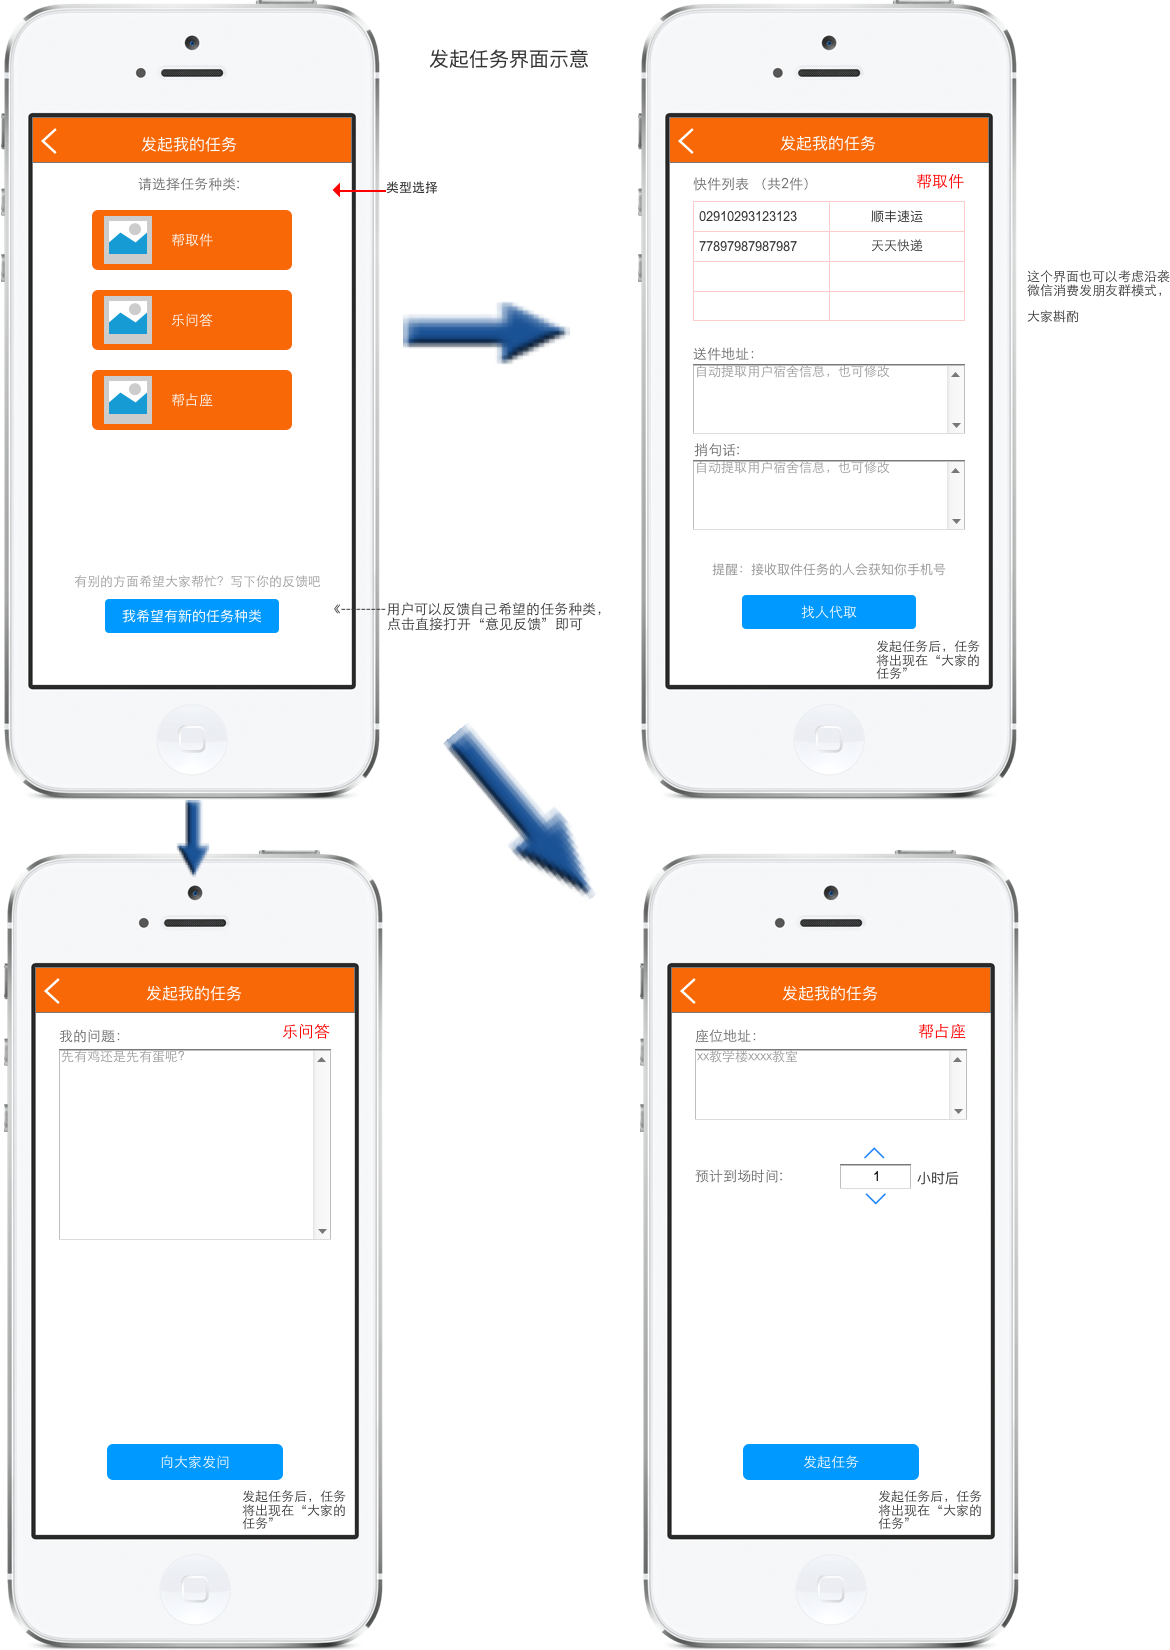 发起任务界面示意
发起我的任务
请选择任务种类：
类型选择
帮取件
乐问答
帮占座
有别的方面希望大家帮忙？写下你的反馈吧
我希望有新的任务种类
《---------用户可以反馈自己希望的任务种类，
点击直接打开“意见反馈”即可
发起我的任务
快件列表 （共2件）
帮取件
02910293123123 顺丰速运
77897987987987 天天快递
送件地址：
自动提取用户宿舍信息，也可修改
捎句话：
自动提取用户宿舍信息，也可修改
提醒：接收取件任务的人会获知你手机号
找人代取
发起任务后，任务
将出现在“大家的
任务”
这个界面也可以考虑沿袭
微信消费发朋友群模式，
大家斟酌
发起我的任务
我的问题：
乐问答
先有鸡还是先有蛋呢？
向大家发问
发起任务后，任务
将出现在“大家的
任务”
发起我的任务
座位地址：
帮占座
xx教学楼xxxx教室
预计到场时间： 1 小时后
发起任务
发起任务后，任务
将出现在“大家的
任务”